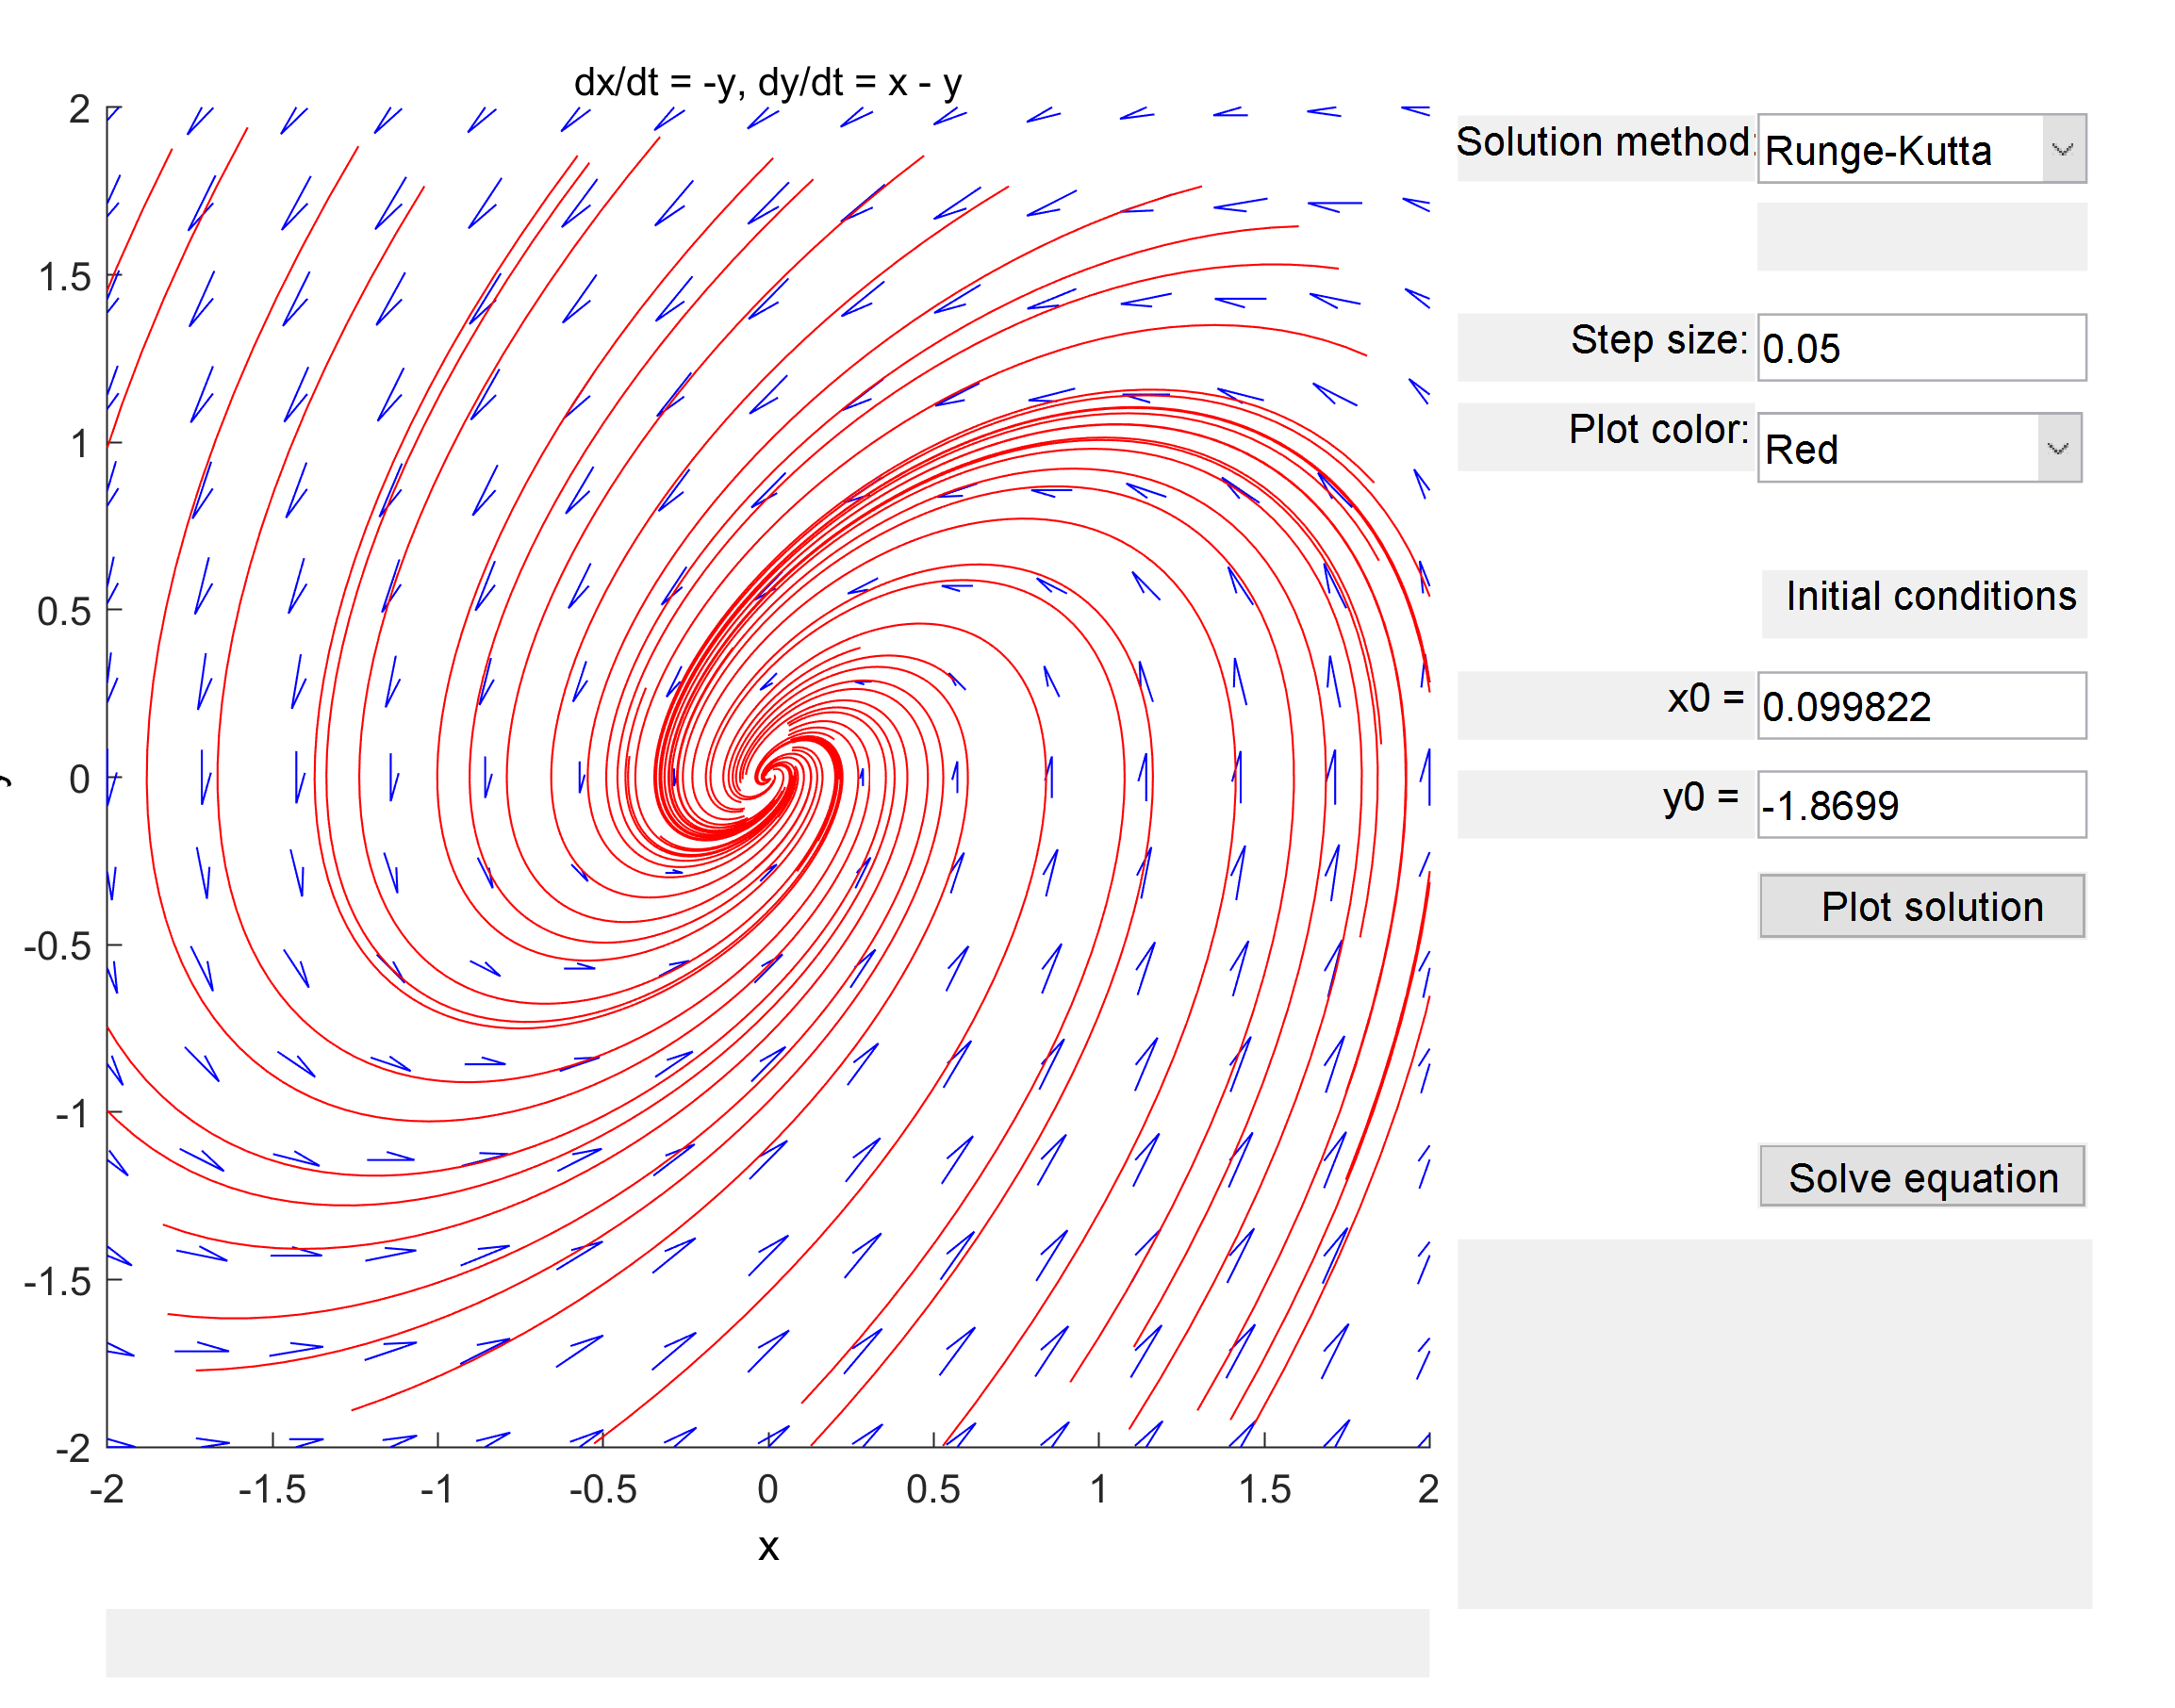 dx/dt = -y, dy/dt = x - y
2
1.5
1
0.5
0
-0.5
-1
-1.5
-2
-2
-1.5
-1
-0.5
0
0.5
1
1.5
2
x
Solution method:
Runge-Kutta
Step size:
0.05
Plot color:
Red
Initial conditions
x0 =
0.099822
y0 =
-1.8699
Plot solution
Solve equation